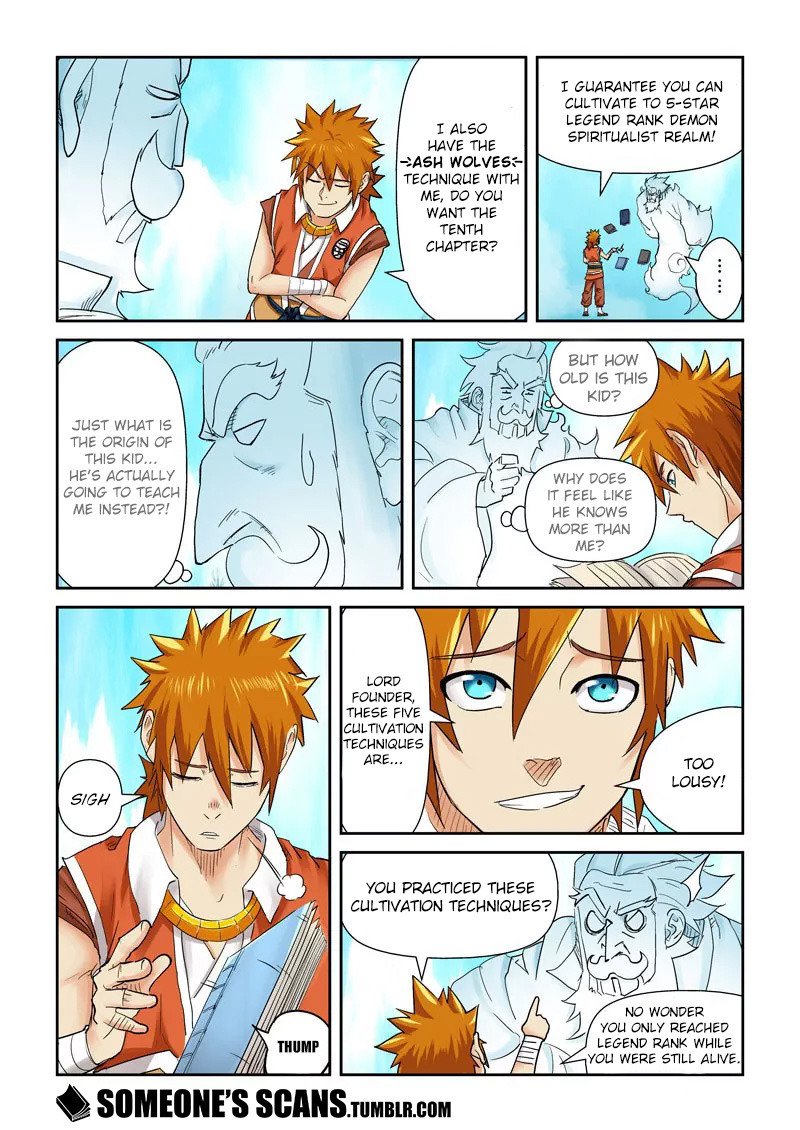 I ALSO
HAVE THE
-ASH WOLVES-
TECHNIQUE WITH
ME, DO YOU
WANT THE
TENTH
CHAPTER?
I GUARANTEE YOU CAN
CULTIVATE TO 5-STAR
LEGEND RANK DEMON
SPIRITUALIST REALM!
....
JUST WHAT IS
THE ORIGIN OF
THIS KID...
HE'S ACTUALLY
GOING TO TEACH
ME INSTEAD?!
BUT HOW
OLD IS THIS
KID?
WHY DOES
IT FEEL LIKE
HE KNOWS
MORE THAN
ME?
SIGH
THUMP
LORD
FOUNDER,
THESE FIVE
CULTIVATION
TECHNIQUES
ARE...
TOO
LOUSY!
YOU PRACTICED THESE
CULTIVATION TECHNIQUES?
NO WONDER
YOU ONLY REACHED
LEGEND RANK WHILE
YOU WERE STILL ALIVE.
SOMEONE'S SCANS.TUMBLR.COM